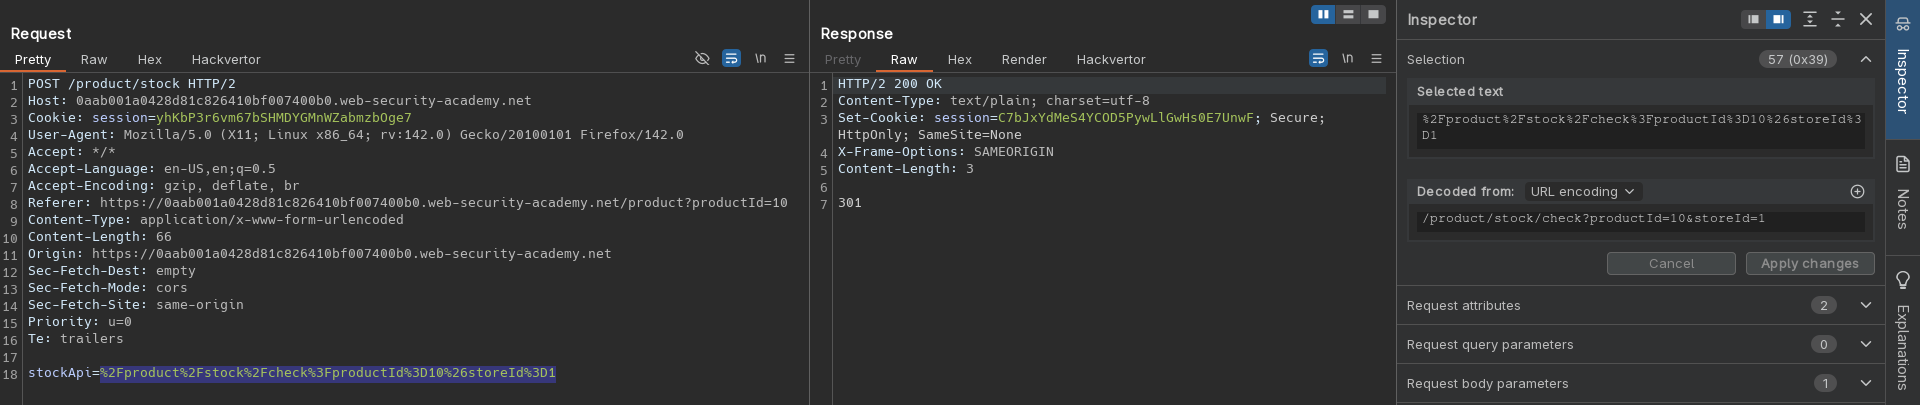 Request
Pretty Raw Hex Hackvertor \n
1 POST /product/stock HTTP/2
2 Host: 0aab001a0428d81c826410bf007400b0.web-security-academy.net
3 Cookie: session=yhKbP3r6vm67bSHMDYGMnWZabmzbOge7
4 User-Agent: Mozilla/5.0 (X11; Linux x86_64; rv:142.0) Gecko/20100101 Firefox/142.0
5 Accept: */*
6 Accept-Language: en-US,en;q=0.5
7 Accept-Encoding: gzip, deflate, br
8 Referer: https://0aab001a0428d81c826410bf007400b0.web-security-academy.net/product?productId=10
9 Content-Type: application/x-www-form-urlencoded
10 Content-Length: 66
11 Origin: https://0aab001a0428d81c826410bf007400b0.web-security-academy.net
12 Sec-Fetch-Dest: empty
13 Sec-Fetch-Mode: cors
14 Sec-Fetch-Site: same-origin
15 Priority: u=0
16 Te: trailers
17
18 stockApi=%2Fproduct%2Fstock%2Fcheck%3FproductId%3D10%26storeId%3D1
Response
Pretty Raw Hex Render Hackvertor \n
1 HTTP/2 200 OK
2 Content-Type: text/plain; charset=utf-8
3 Set-Cookie: session=C7bJxYdMeS4YCOD5PywLlGwHs0E7UnwF; Secure;
HttpOnly; SameSite=None
4 X-Frame-Options: SAMEORIGIN
5 Content-Length: 3
6
7 301
Inspector
Selection 57 (0x39)
Selected text
%2Fproduct%2Fstock%2Fcheck%3FproductId%3D10%26storeId%3
D1
Decoded from: URL encoding
/product/stock/check?productId=10&storeId=1
Cancel Apply changes
Request attributes 2
Request query parameters 0
Request body parameters 1
Inspector
Notes
Explanations